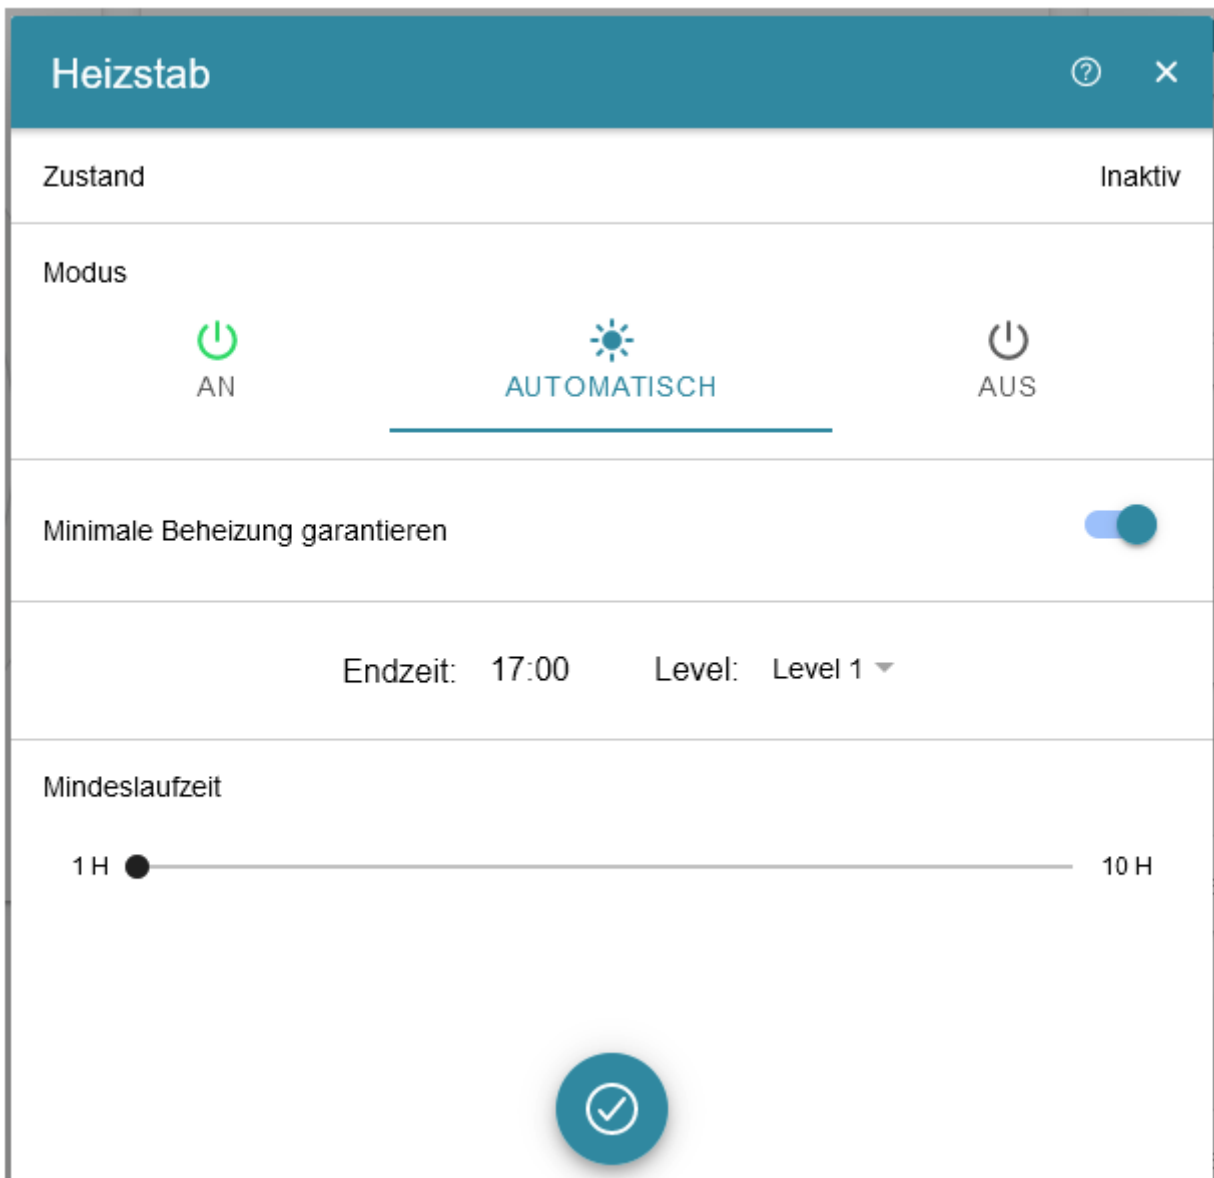 Heizstab
Zustand Inaktiv
Modus
AN AUTOMATISCH AUS
Minimale Beheizung garantieren
Endzeit: 17:00 Level: Level 1
Mindeslaufzeit
1 H 10 H